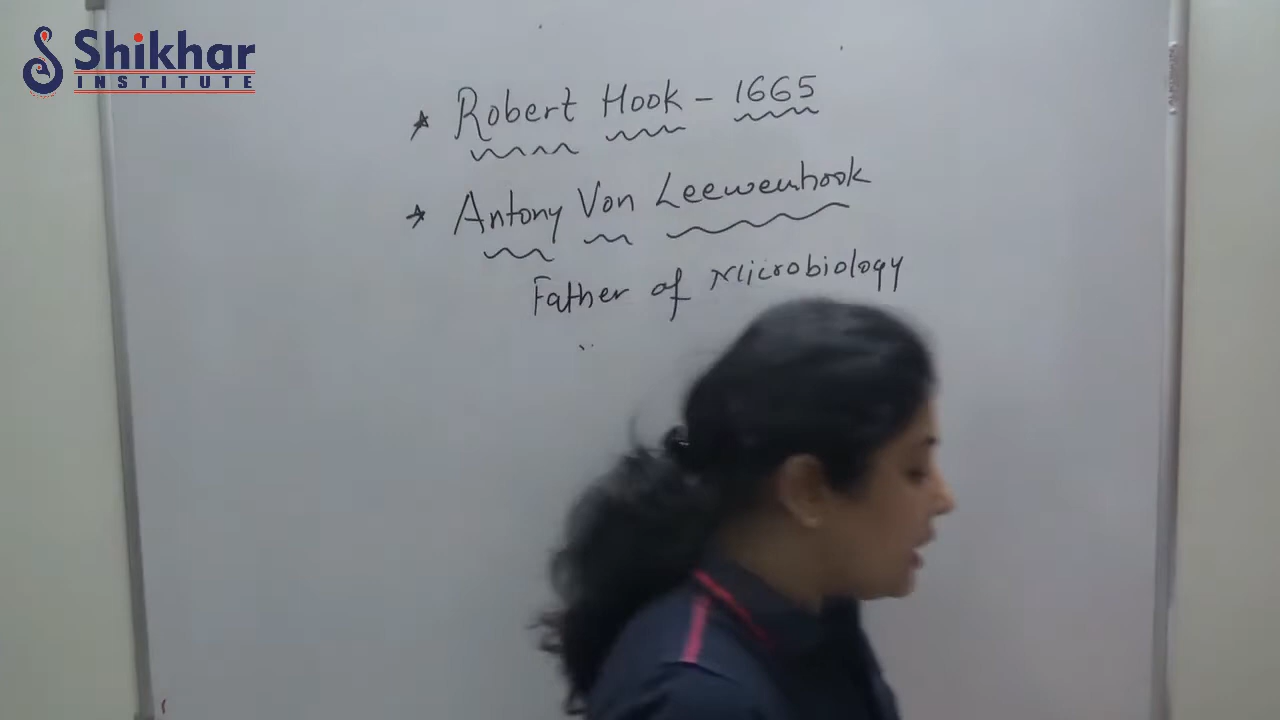 Shikhar
INSTITUTE
* Robert Hook - 1665
* Antony Von Leewenhook
Father of Microbiology